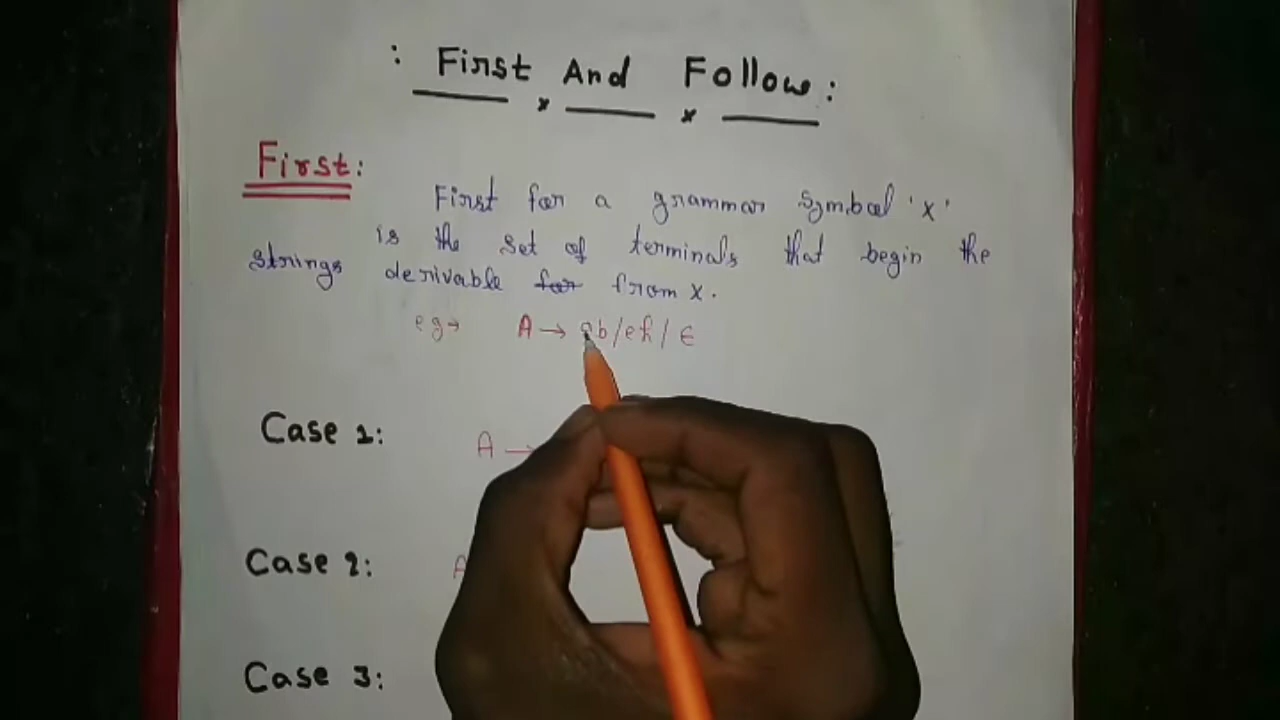 : First And Follow :
First:
First for a grammar symbol 'X'
is the set of terminals that begin the
strings derivable for from X.
eg→ A → ab/eh/ ϵ
Case 1: A →
Case 2: A
Case 3: